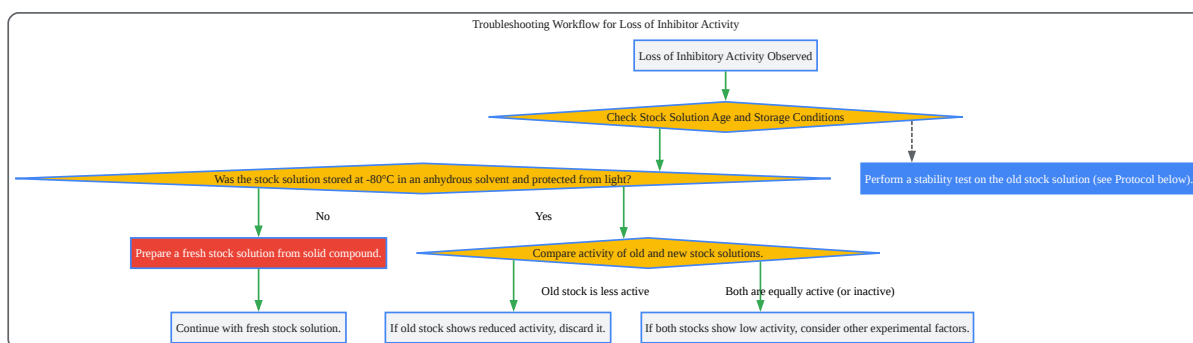 Troubleshooting Workflow for Loss of Inhibitor Activity
Loss of Inhibitory Activity Observed
Check Stock Solution Age and Storage Conditions
Was the stock solution stored at -80°C in an anhydrous solvent and protected from light?
Perform a stability test on the old stock solution (see Protocol below).
No
Yes
Prepare a fresh stock solution from solid compound.
Compare activity of old and new stock solutions.
Old stock is less active
Both are equally active (or inactive)
Continue with fresh stock solution.
If old stock shows reduced activity, discard it.
If both stocks show low activity, consider other experimental factors.